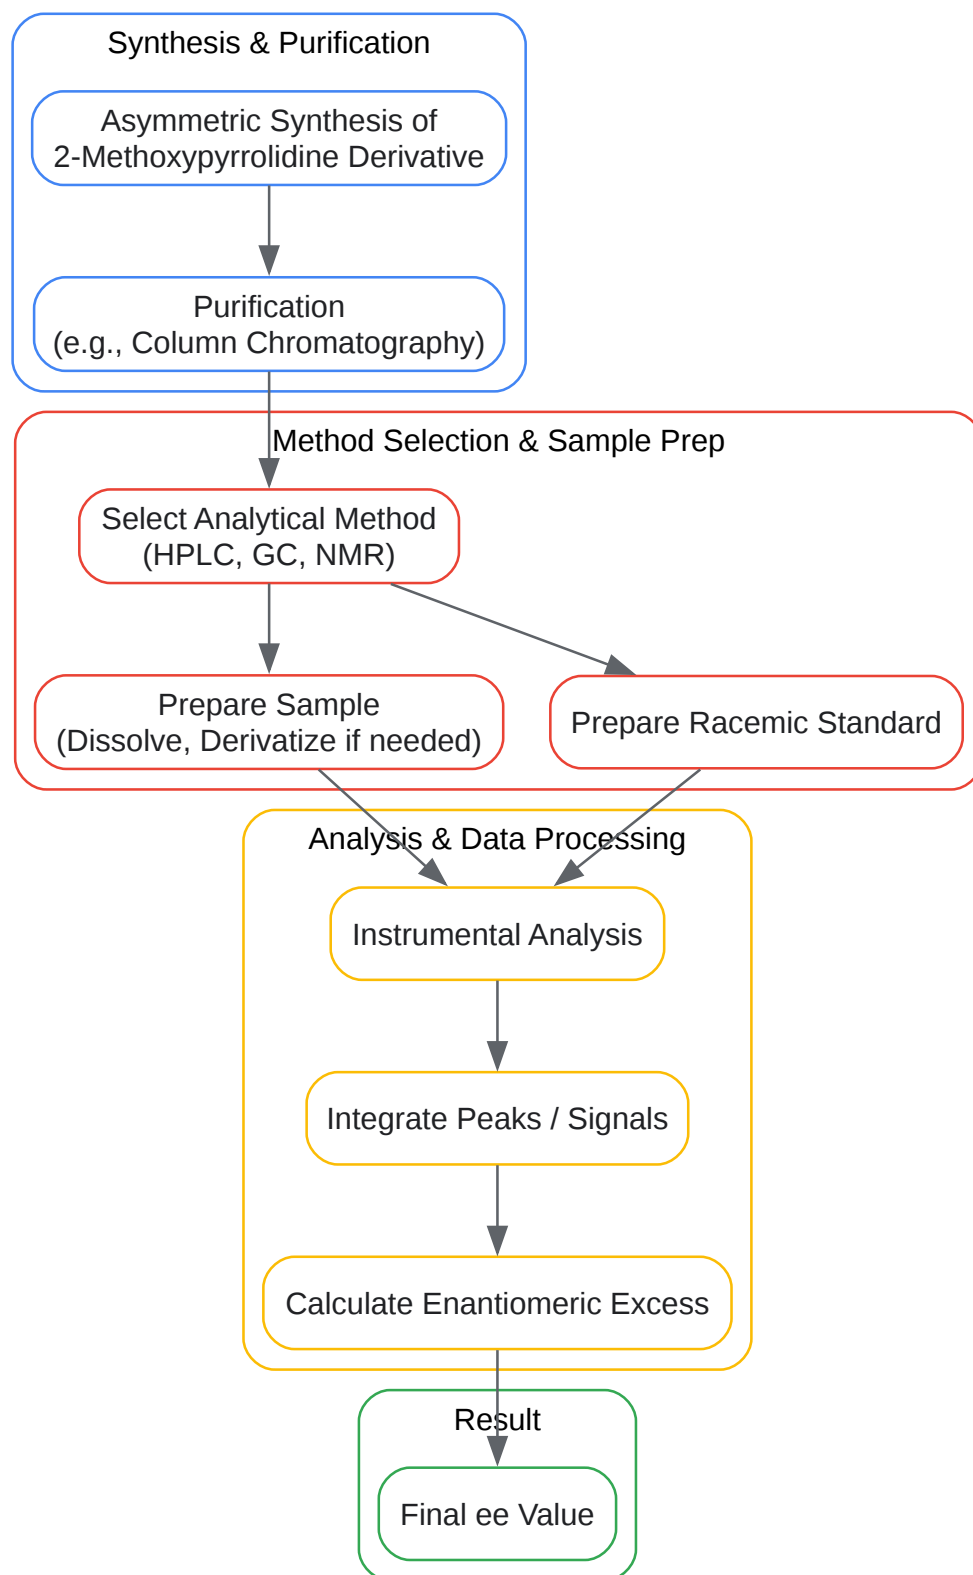 Synthesis & Purification
Asymmetric Synthesis of
2-Methoxypyrrolidine Derivative
Purification
(e.g., Column Chromatography)
Method Selection & Sample Prep
Select Analytical Method
(HPLC, GC, NMR)
Prepare Sample
(Dissolve, Derivatize if needed)
Prepare Racemic Standard
Analysis & Data Processing
Instrumental Analysis
Integrate Peaks / Signals
Calculate Enantiomeric Excess
Result
Final ee Value